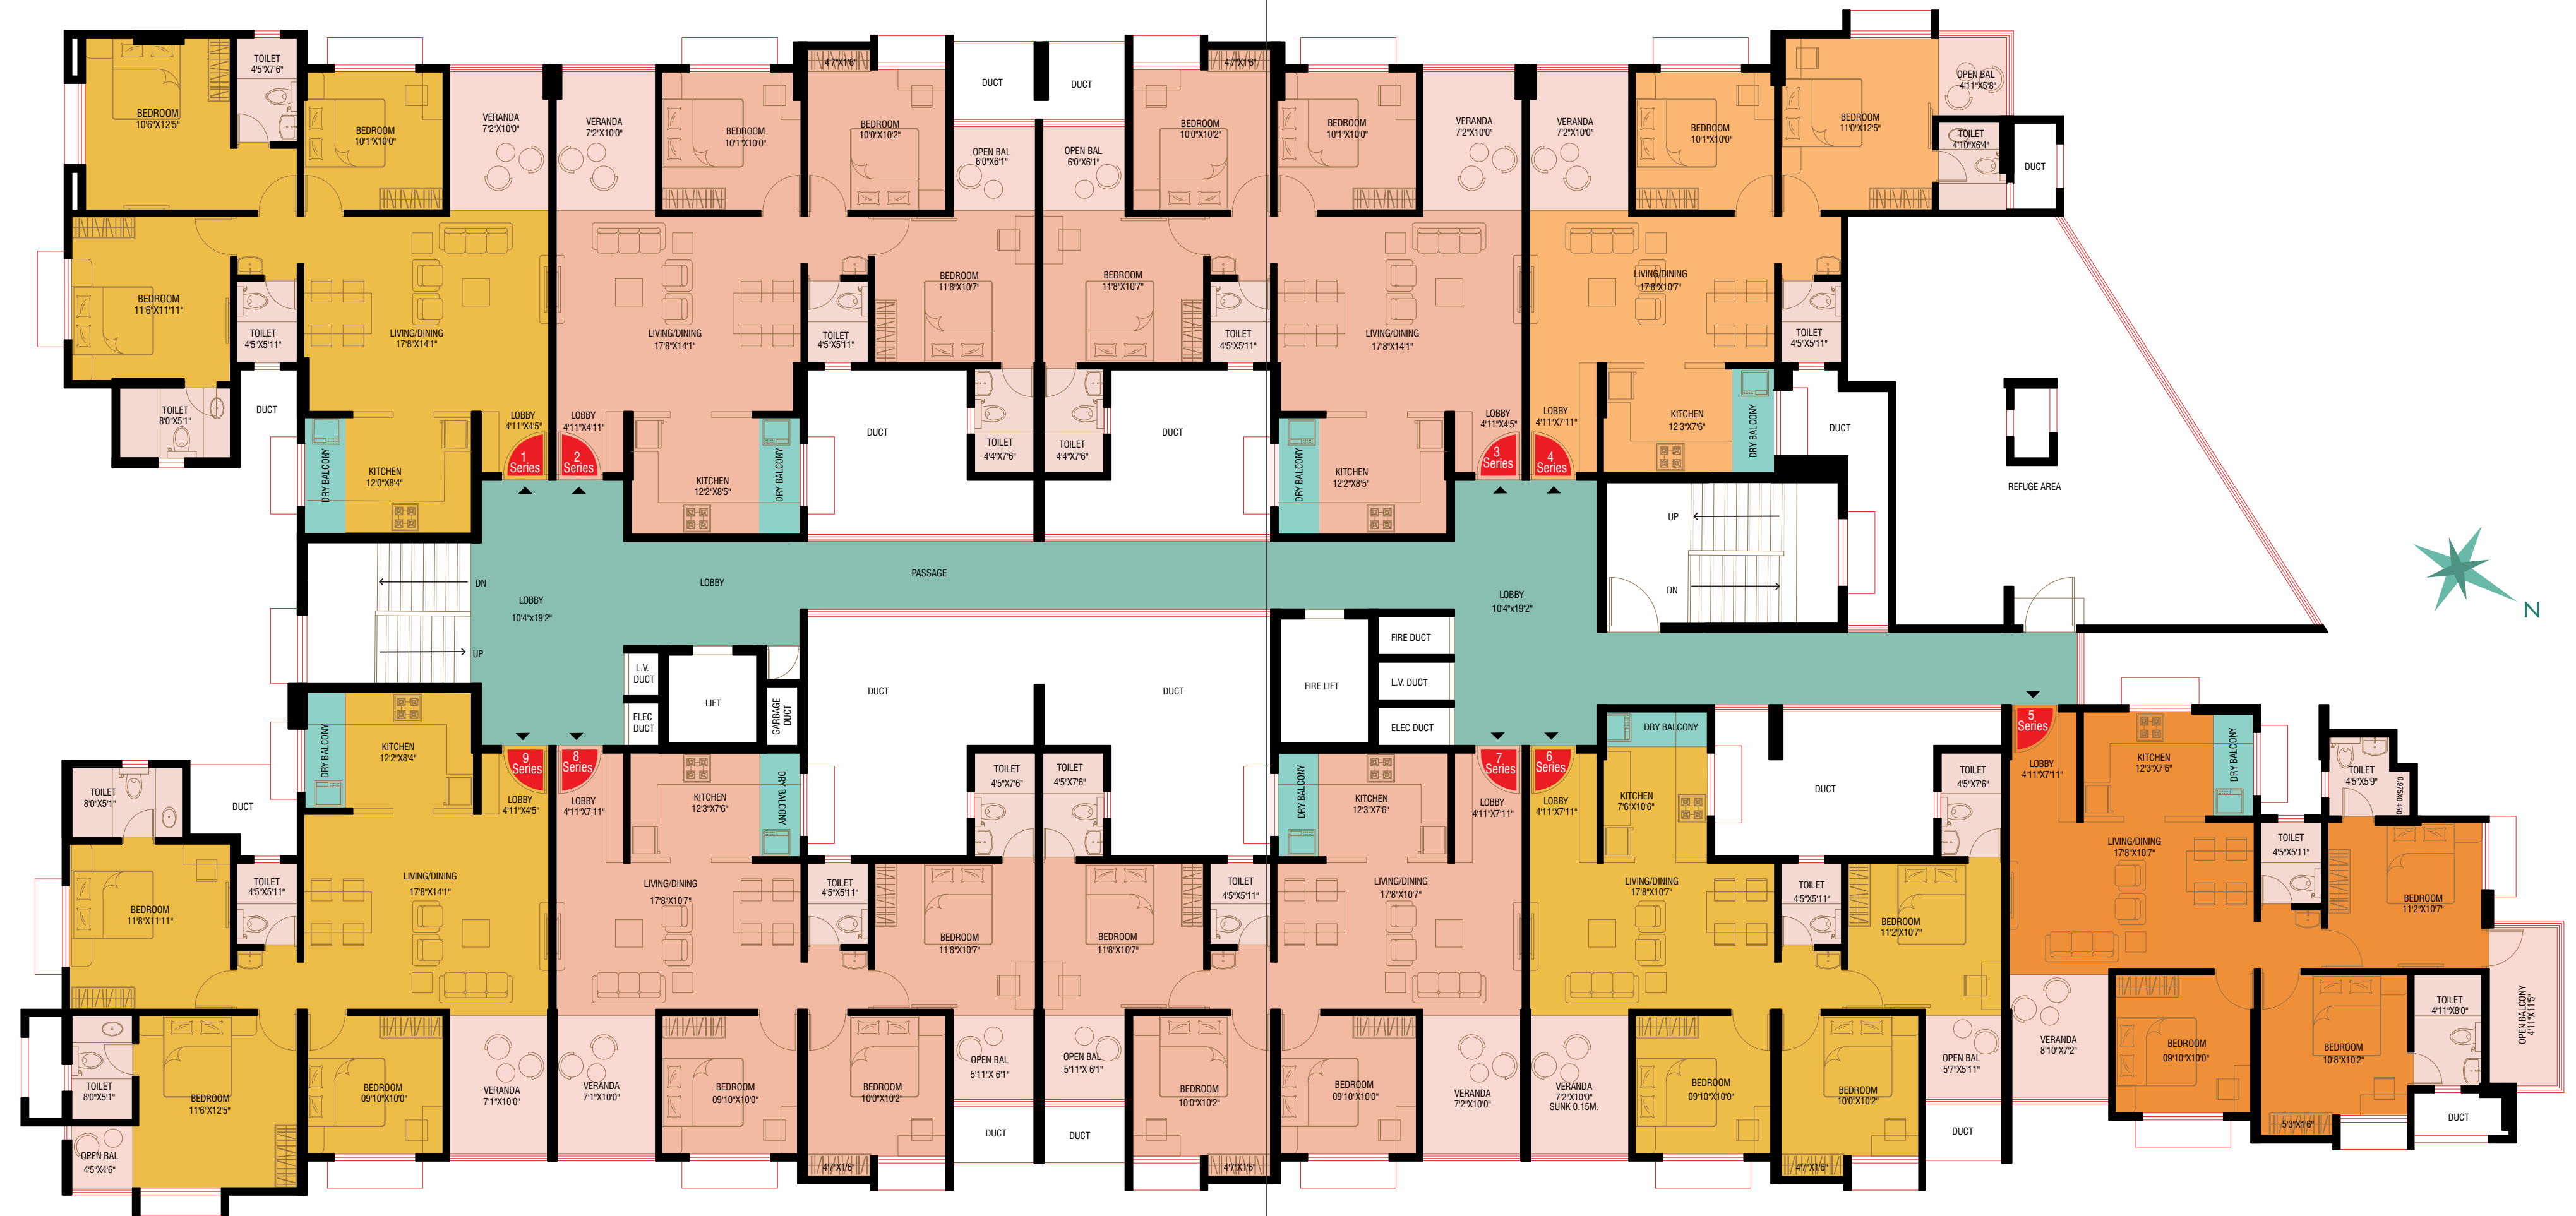 BEDROOM
10'6"X12'5"
TOILET
4'5"X7'6"
BEDROOM
10'1"X10'0"
VERANDA
7'2"X10'0"
VERANDA
7'2"X10'0"
BEDROOM
10'1"X10'0"
4'7"X1'6"
BEDROOM
10'0"X10'2"
DUCT
OPEN BAL
6'0"X6'1"
DUCT
OPEN BAL
6'0"X6'1"
4'7"X1'6"
BEDROOM
10'0"X10'2"
BEDROOM
10'1"X10'0"
VERANDA
7'2"X10'0"
VERANDA
7'2"X10'0"
BEDROOM
10'1"X10'0"
BEDROOM
11'0"X12'5"
OPEN BAL
4'11"X5'8"
TOILET
4'10"X6'4"
DUCT
BEDROOM
11'6"X11'11"
TOILET
4'5"X5'11"
LIVING/DINING
17'8"X14'1"
LIVING/DINING
17'8"X14'1"
TOILET
4'5"X5'11"
BEDROOM
11'8"X10'7"
BEDROOM
11'8"X10'7"
TOILET
4'5"X5'11"
LIVING/DINING
17'8"X14'1"
LIVING/DINING
17'8"X10'7"
TOILET
4'5"X5'11"
TOILET
8'0"X5'1"
DUCT
DRY BALCONY
KITCHEN
12'0"X8'4"
LOBBY
4'11"X4'5"
1
Series
LOBBY
4'11"X4'11"
2
Series
KITCHEN
12'2"X8'5"
DRY BALCONY
DUCT
TOILET
4'4"X7'6"
TOILET
4'4"X7'6"
DUCT
DRY BALCONY
KITCHEN
12'2"X8'5"
LOBBY
4'11"X4'5"
3
Series
LOBBY
4'11"X7'11"
4
Series
KITCHEN
12'3"X7'6"
DRY BALCONY
DUCT
REFUGE AREA
DN
UP
LOBBY
10'4"x19'2"
LOBBY
PASSAGE
LOBBY
10'4"x19'2"
UP
DN
N
L.V.
DUCT
ELEC
DUCT
LIFT
GARBAGE
DUCT
DUCT
DUCT
FIRE LIFT
FIRE DUCT
L.V. DUCT
ELEC DUCT
TOILET
8'0"X5'1"
DUCT
DRY BALCONY
KITCHEN
12'2"X8'4"
9
Series
LOBBY
4'11"X4'5"
8
Series
LOBBY
4'11"X7'11"
KITCHEN
12'3"X7'6"
DRY BALCONY
TOILET
4'5"X7'6"
TOILET
4'5"X7'6"
DRY BALCONY
KITCHEN
12'3"X7'6"
7
Series
LOBBY
4'11"X7'11"
6
Series
LOBBY
4'11"X7'11"
DRY BALCONY
KITCHEN
7'6"X10'6"
DUCT
TOILET
4'5"X7'6"
5
Series
LOBBY
4'11"X7'11"
KITCHEN
12'3"X7'6"
DRY BALCONY
TOILET
4'5"X5'9"
0.975X0.450
BEDROOM
11'8"X11'11"
TOILET
4'5"X5'11"
LIVING/DINING
17'8"X14'1"
LIVING/DINING
17'8"X10'7"
TOILET
4'5"X5'11"
BEDROOM
11'8"X10'7"
BEDROOM
11'8"X10'7"
TOILET
4'5"X5'11"
LIVING/DINING
17'8"X10'7"
LIVING/DINING
17'8"X10'7"
TOILET
4'5"X5'11"
BEDROOM
11'2"X10'7"
LIVING/DINING
17'8"X10'7"
TOILET
4'5"X5'11"
BEDROOM
11'2"X10'7"
TOILET
8'0"X5'1"
OPEN BAL
4'5"X4'6"
BEDROOM
11'6"X12'5"
BEDROOM
09'10"X10'0"
VERANDA
7'1"X10'0"
VERANDA
7'1"X10'0"
BEDROOM
09'10"X10'0"
BEDROOM
10'0"X10'2"
4'7"X1'6"
OPEN BAL
5'11"X 6'1"
DUCT
OPEN BAL
5'11"X 6'1"
DUCT
BEDROOM
10'0"X10'2"
4'7"X1'6"
BEDROOM
09'10"X10'0"
VERANDA
7'2"X10'0"
VERANDA
7'2"X10'0"
SUNK 0.15M.
BEDROOM
09'10"X10'0"
BEDROOM
10'0"X10'2"
4'7"X1'6"
OPEN BAL
5'7"X5'11"
DUCT
VERANDA
8'10"X7'2"
BEDROOM
09'10"X10'0"
BEDROOM
10'8"X10'2"
5'3"X1'6"
TOILET
4'11"X8'0"
DUCT
OPEN BALCONY
4'11"X11'5"